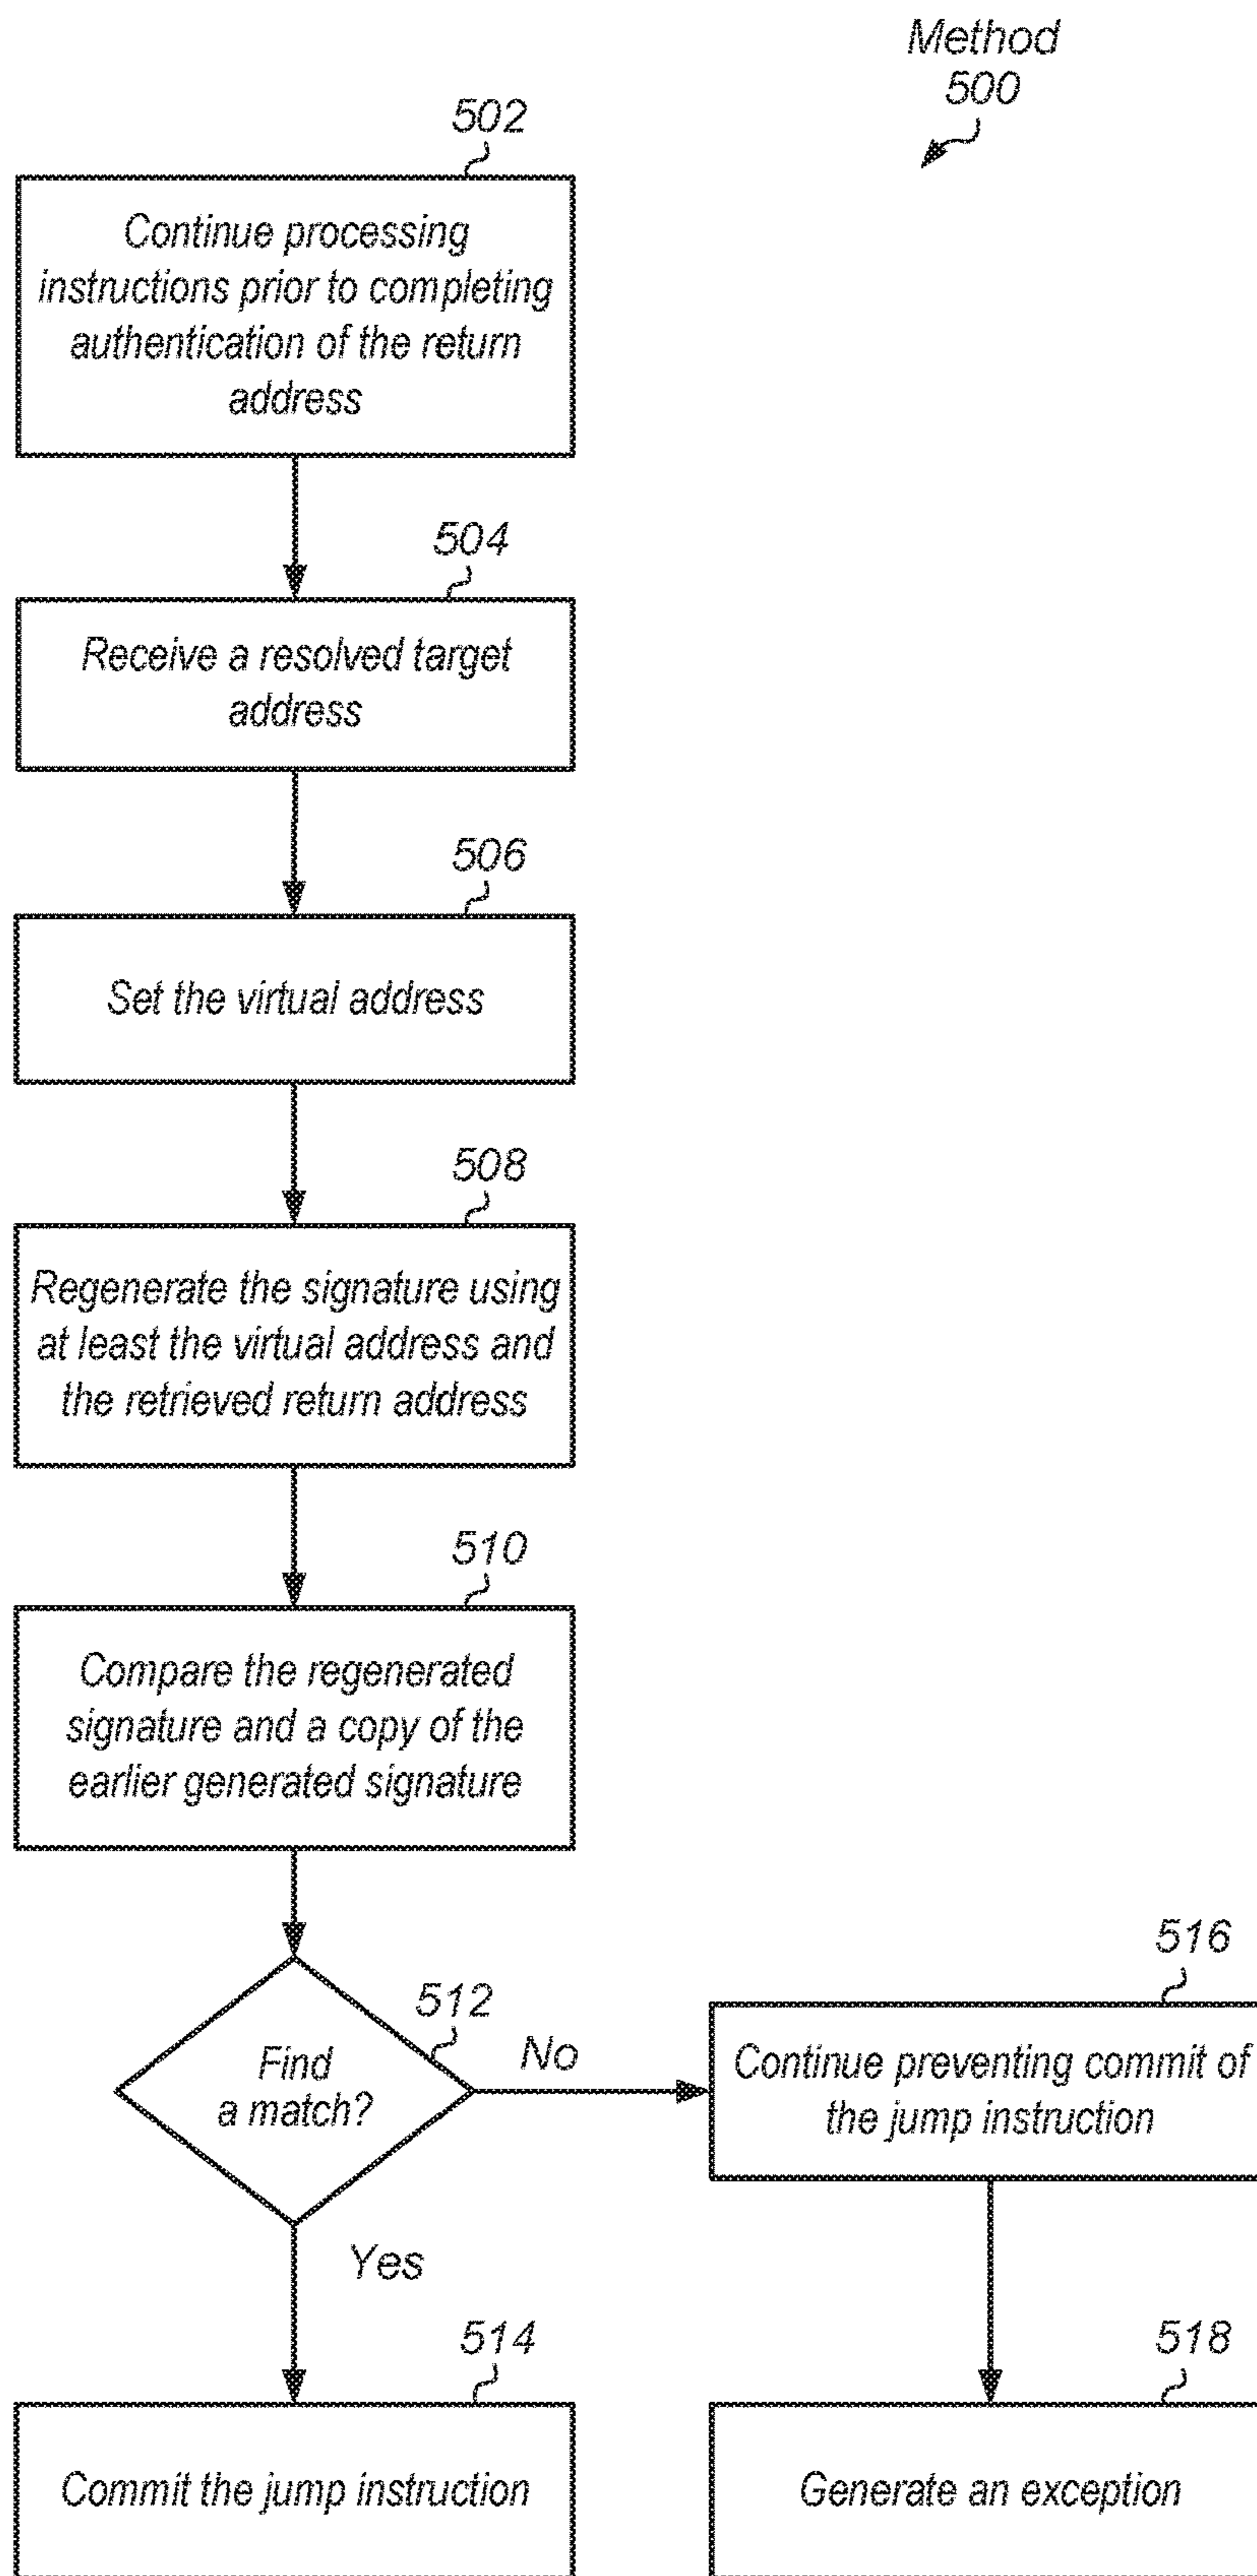 Method
500
502
Continue processing
instructions prior to completing
authentication of the return
address
504
Receive a resolved target
address
506
Set the virtual address
508
Regenerate the signature using
at least the virtual address and
the retrieved return address
510
Compare the regenerated
signature and a copy of the
earlier generated signature
512
Find
a match?
No
Yes
516
Continue preventing commit of
the jump instruction
514
Commit the jump instruction
518
Generate an exception